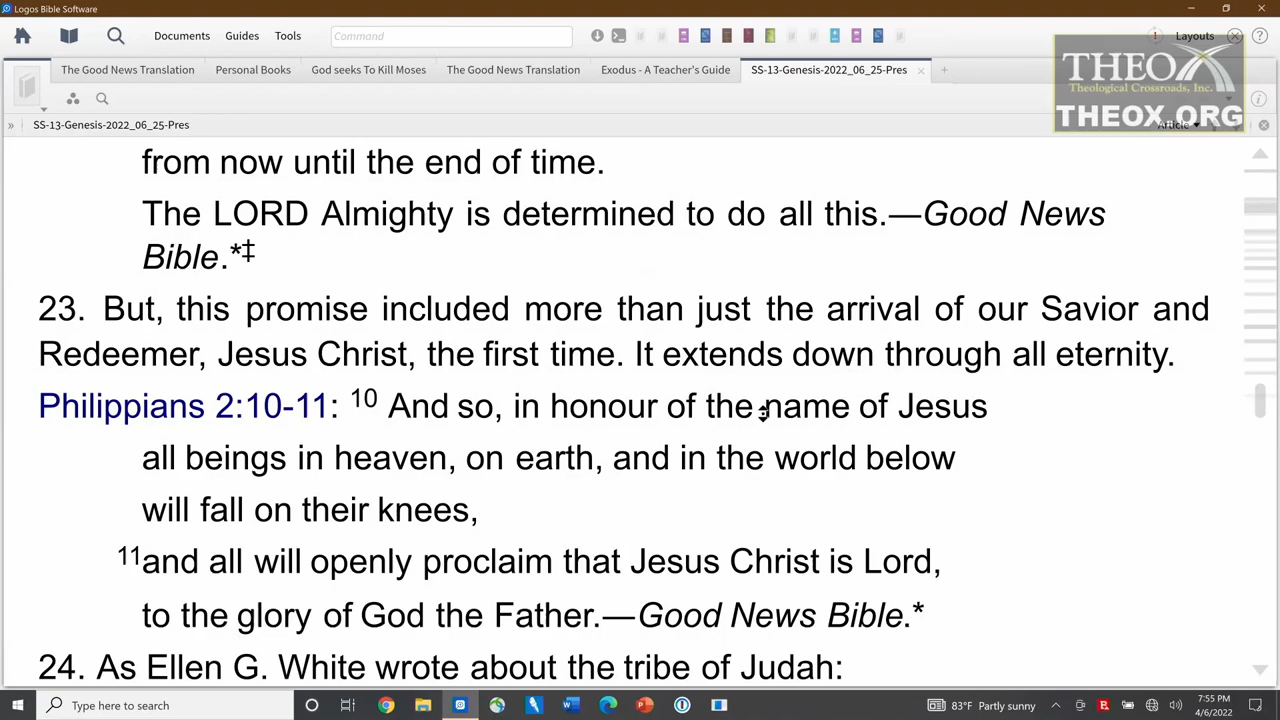 Logos Bible Software
Documents Guides Tools Command Layouts
The Good News Translation Personal Books God seeks To Kill Moses The Good News Translation Exodus - A Teacher's Guide SS-13-Genesis-2022_06_25-Pres
THEOX
Theological Crossroads, Inc.
THEOX.ORG
SS-13-Genesis-2022_06_25-Pres Article
from now until the end of time.
The LORD Almighty is determined to do all this.—Good News
Bible.*‡
23. But, this promise included more than just the arrival of our Savior and
Redeemer, Jesus Christ, the first time. It extends down through all eternity.
Philippians 2:10-11: 10 And so, in honour of the name of Jesus
all beings in heaven, on earth, and in the world below
will fall on their knees,
11and all will openly proclaim that Jesus Christ is Lord,
to the glory of God the Father.—Good News Bible.*
24. As Ellen G. White wrote about the tribe of Judah:
Type here to search 83°F Partly sunny 7:55 PM
4/6/2022